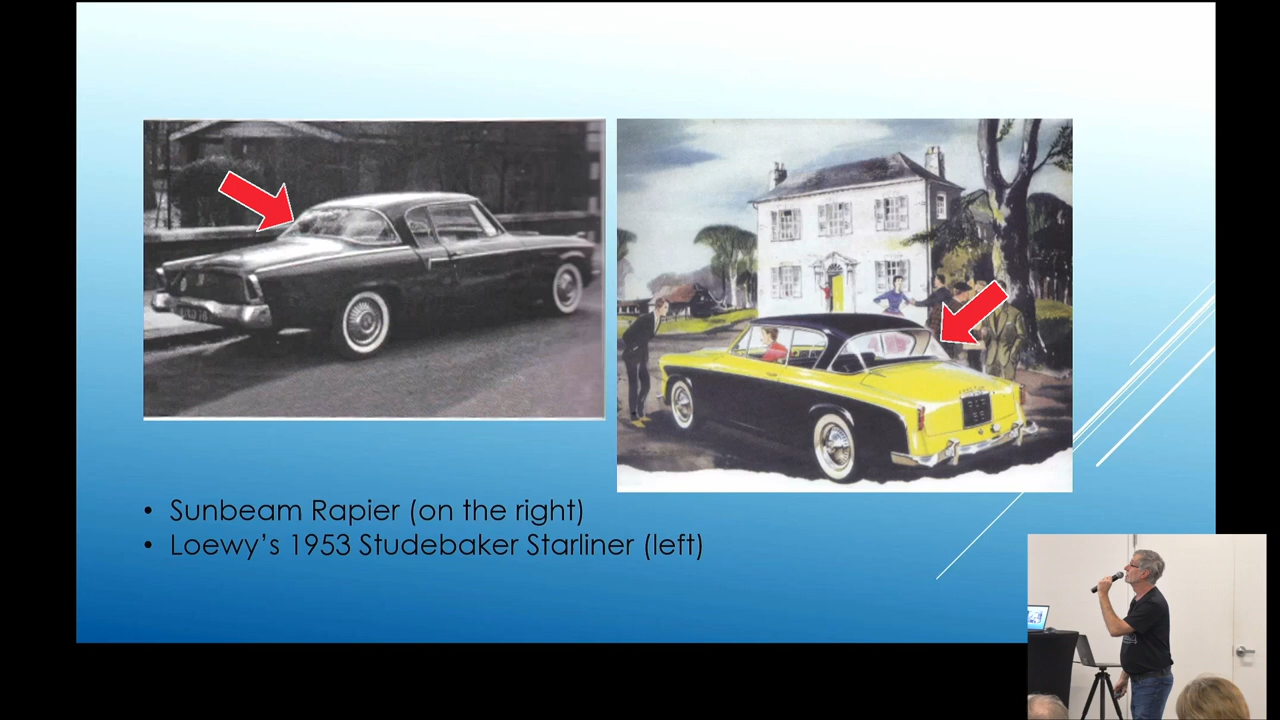 • Sunbeam Rapier (on the right)
• Loewy's 1953 Studebaker Starliner (left)